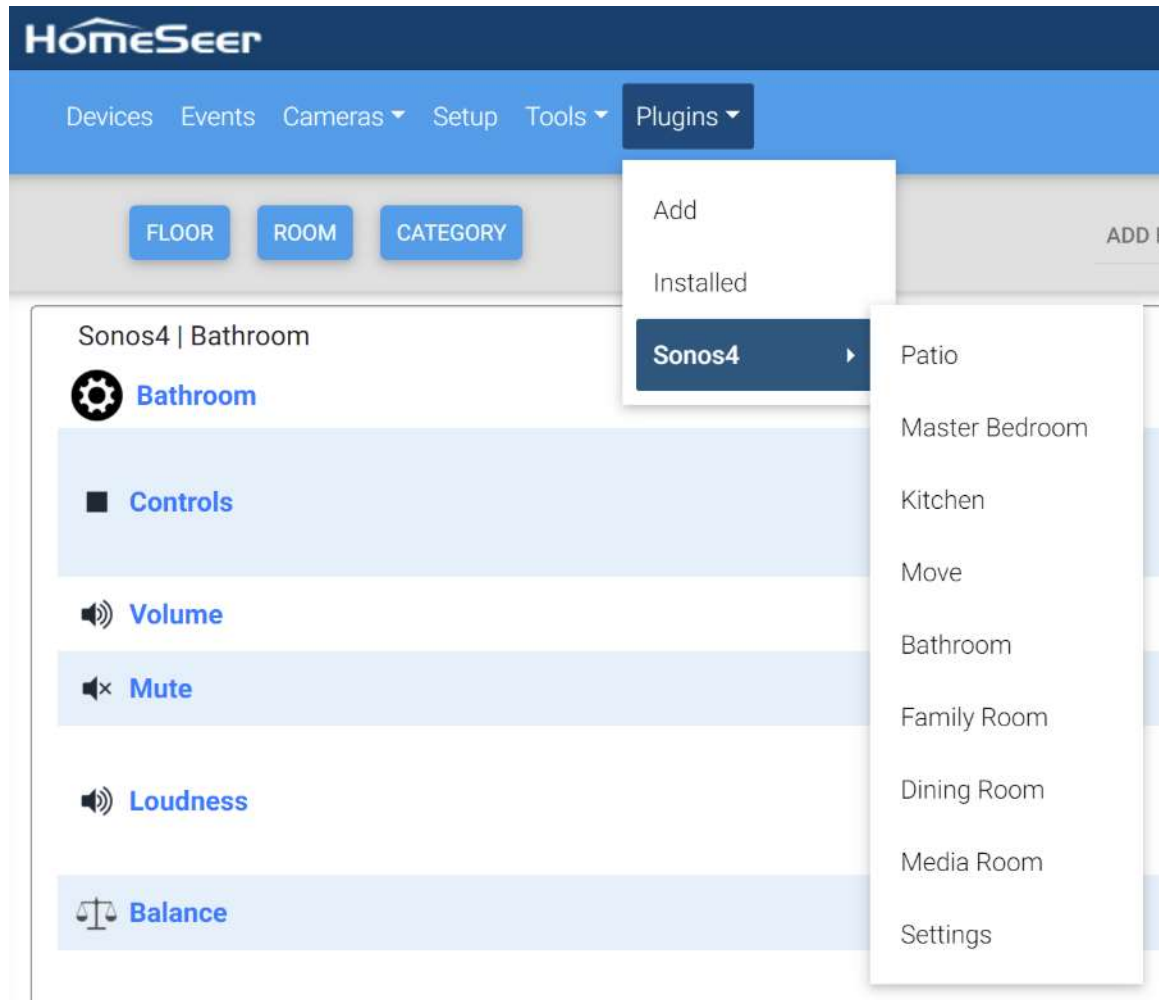 HomeSeer
Devices Events Cameras Setup Tools Plugins
FLOOR ROOM CATEGORY
ADD
Add
Installed
Sonos4
Patio
Master Bedroom
Kitchen
Move
Bathroom
Family Room
Dining Room
Media Room
Settings
Sonos4 | Bathroom
Bathroom
Controls
Volume
Mute
Loudness
Balance